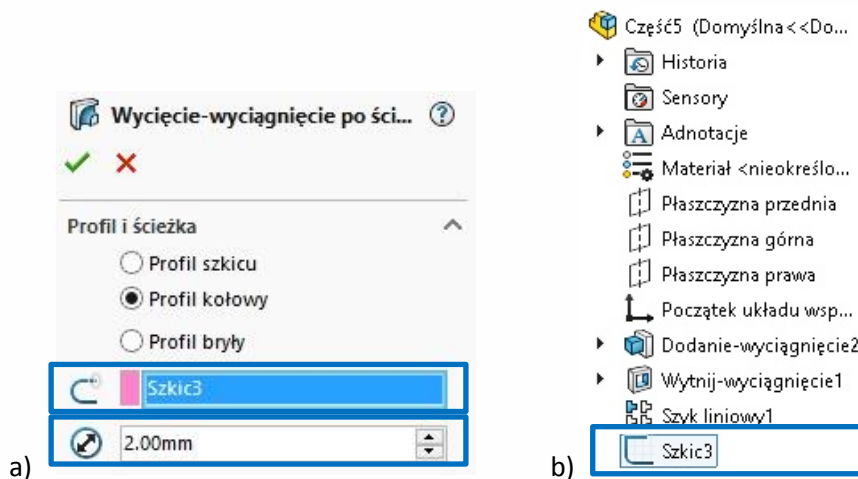 Wycięcie-wyciągnięcie po ści...
Profil i ścieżka
Profil szkicu
Profil kołowy
Profil bryły
Szkic3
2.00mm
a)
Część5 (Domyślna<<Do...
Historia
Sensory
Adnotacje
A
Materiał <nieokreślo...
Płaszczyzna przednia
Płaszczyzna górna
Płaszczyzna prawa
Początek układu wsp...
Dodanie-wyciągnięcie2
Wytnij-wyciągnięcie1
Szyk liniowy1
Szkic3
b)